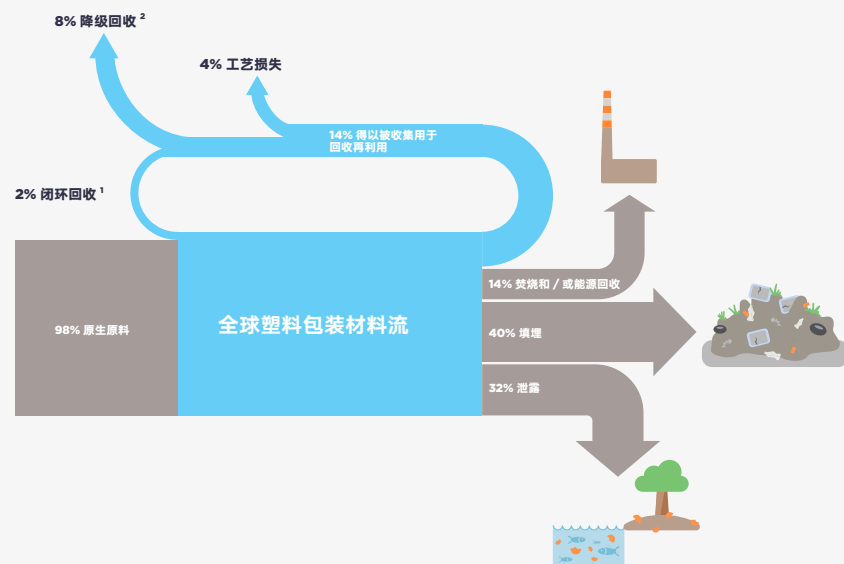 8% 降级回收 ²
4% 工艺损失
14% 得以被收集用于
回收再利用
2% 闭环回收 ¹
14% 焚烧和 / 或能源回收
98% 原生原料
全球塑料包装材料流
40% 填埋
32% 泄露